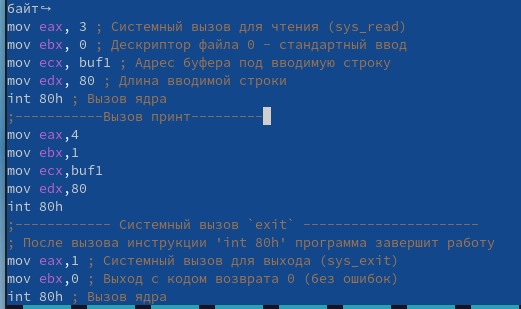 байт↪
mov eax, 3 ; Системный вызов для чтения (sys_read)
mov ebx, 0 ; Дескриптор файла 0 - стандартный ввод
mov ecx, buf1 ; Адрес буфера под вводимую строку
mov edx, 80 ; Длина вводимой строки
int 80h ; Вызов ядра
;-----------Вызов принт---------
mov eax,4
mov ebx,1
mov ecx,buf1
mov edx,80
int 80h
;------------ Системный вызов `exit` ----------------------
; После вызова инструкции 'int 80h' программа завершит работу
mov eax,1 ; Системный вызов для выхода (sys_exit)
mov ebx,0 ; Выход с кодом возврата 0 (без ошибок)
int 80h ; Вызов ядра